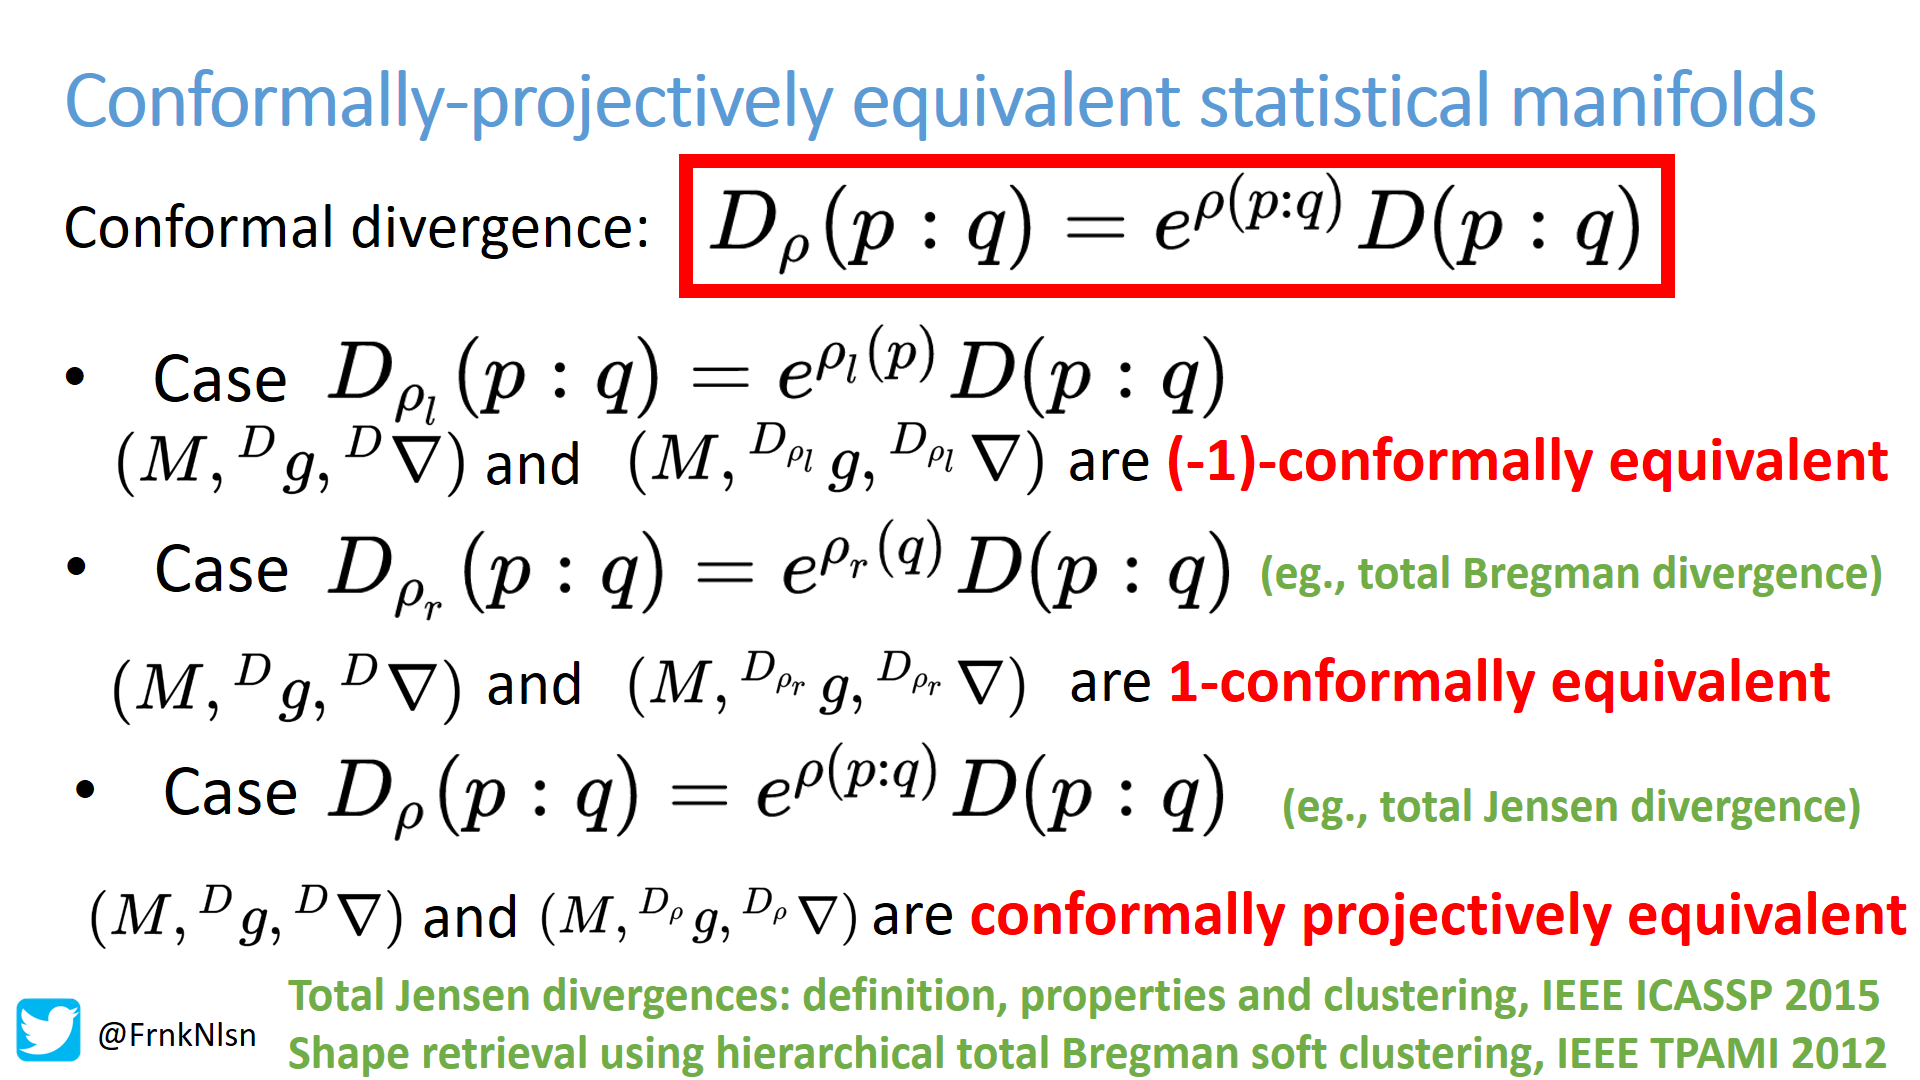 Conformally-projectively equivalent statistical manifolds
Conformal divergence: $D_\rho(p:q) = e^{\rho(p:q)} D(p:q)$
• Case $D_{\rho_l}(p:q) = e^{\rho_l(p)} D(p:q)$
$(M, {}^{D}g, {}^{D}\nabla)$ and $(M, {}^{D_{\rho_l}}g, {}^{D_{\rho_l}}\nabla)$ are (-1)-conformally equivalent
• Case $D_{\rho_r}(p:q) = e^{\rho_r(q)} D(p:q)$ (eg., total Bregman divergence)
$(M, {}^{D}g, {}^{D}\nabla)$ and $(M, {}^{D_{\rho_r}}g, {}^{D_{\rho_r}}\nabla)$ are 1-conformally equivalent
• Case $D_\rho(p:q) = e^{\rho(p:q)} D(p:q)$ (eg., total Jensen divergence)
$(M, {}^{D}g, {}^{D}\nabla)$ and $(M, {}^{D_\rho}g, {}^{D_\rho}\nabla)$ are conformally projectively equivalent
Total Jensen divergences: definition, properties and clustering, IEEE ICASSP 2015
@FrnkNlsn
Shape retrieval using hierarchical total Bregman soft clustering, IEEE TPAMI 2012